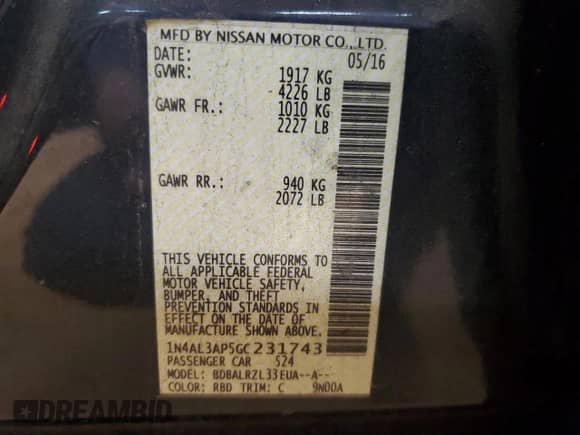 MFD BY NISSAN MOTOR CO., LTD.
DATE: 05/16
GVWR: 1917 KG
4226 LB
GAWR FR.: 1010 KG
2227 LB
GAWR RR.: 940 KG
2072 LB
THIS VEHICLE CONFORMS TO
ALL APPLICABLE FEDERAL
MOTOR VEHICLE SAFETY,
BUMPER, AND THEFT
PREVENTION STANDARDS IN
EFFECT ON THE DATE OF
MANUFACTURE SHOWN ABOVE.
1N4AL3AP5GC231743
PASSENGER CAR 524
MODEL: BDBALRZL33EUA--A--
COLOR: RBD TRIM: C 9N00A
DREAMBID